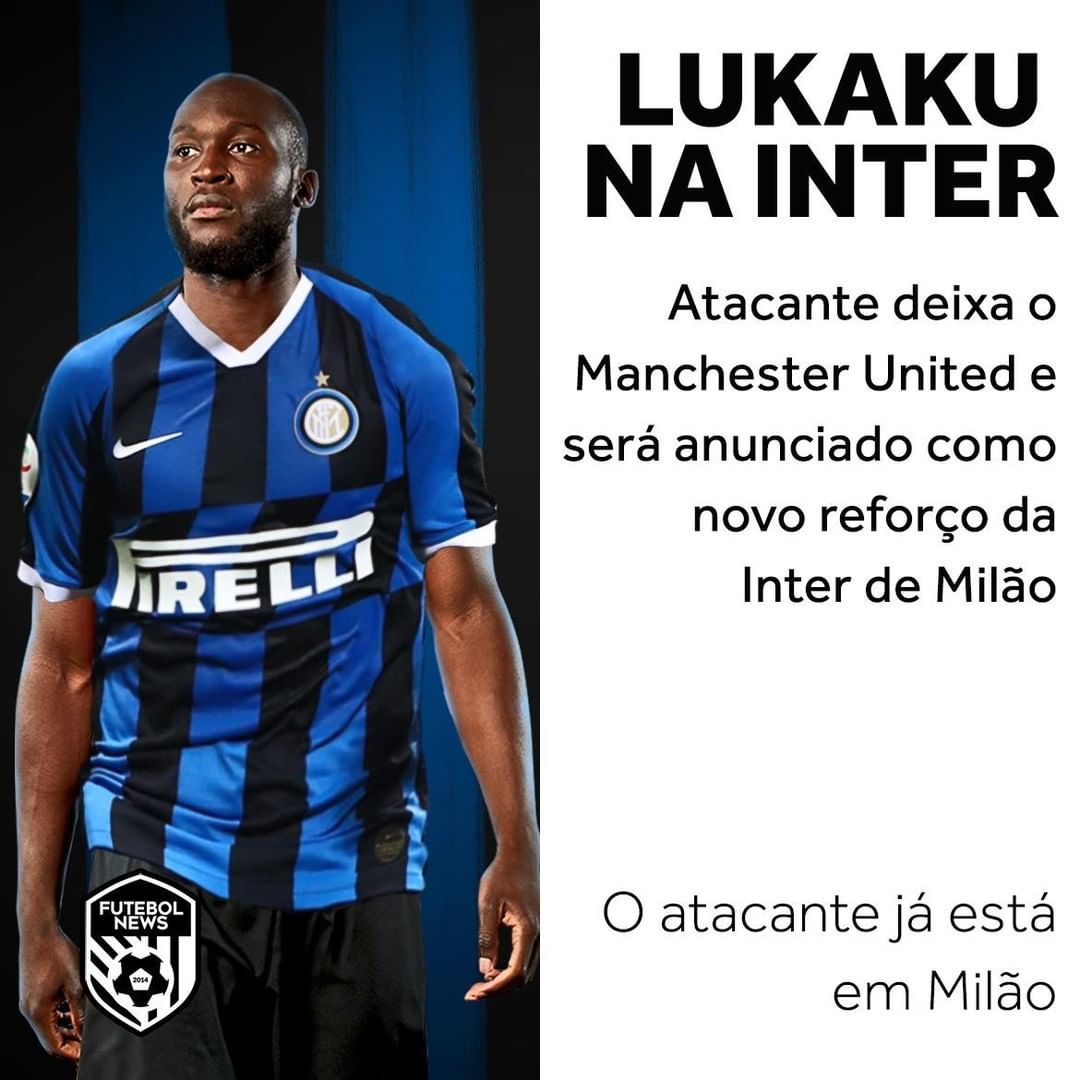 LUKAKU
NA INTER
Atacante deixa o
Manchester United e
será anunciado como
novo reforço da
Inter de Milão
O atacante já está
em Milão
PIRELLI
FUTEBOL
NEWS
2014